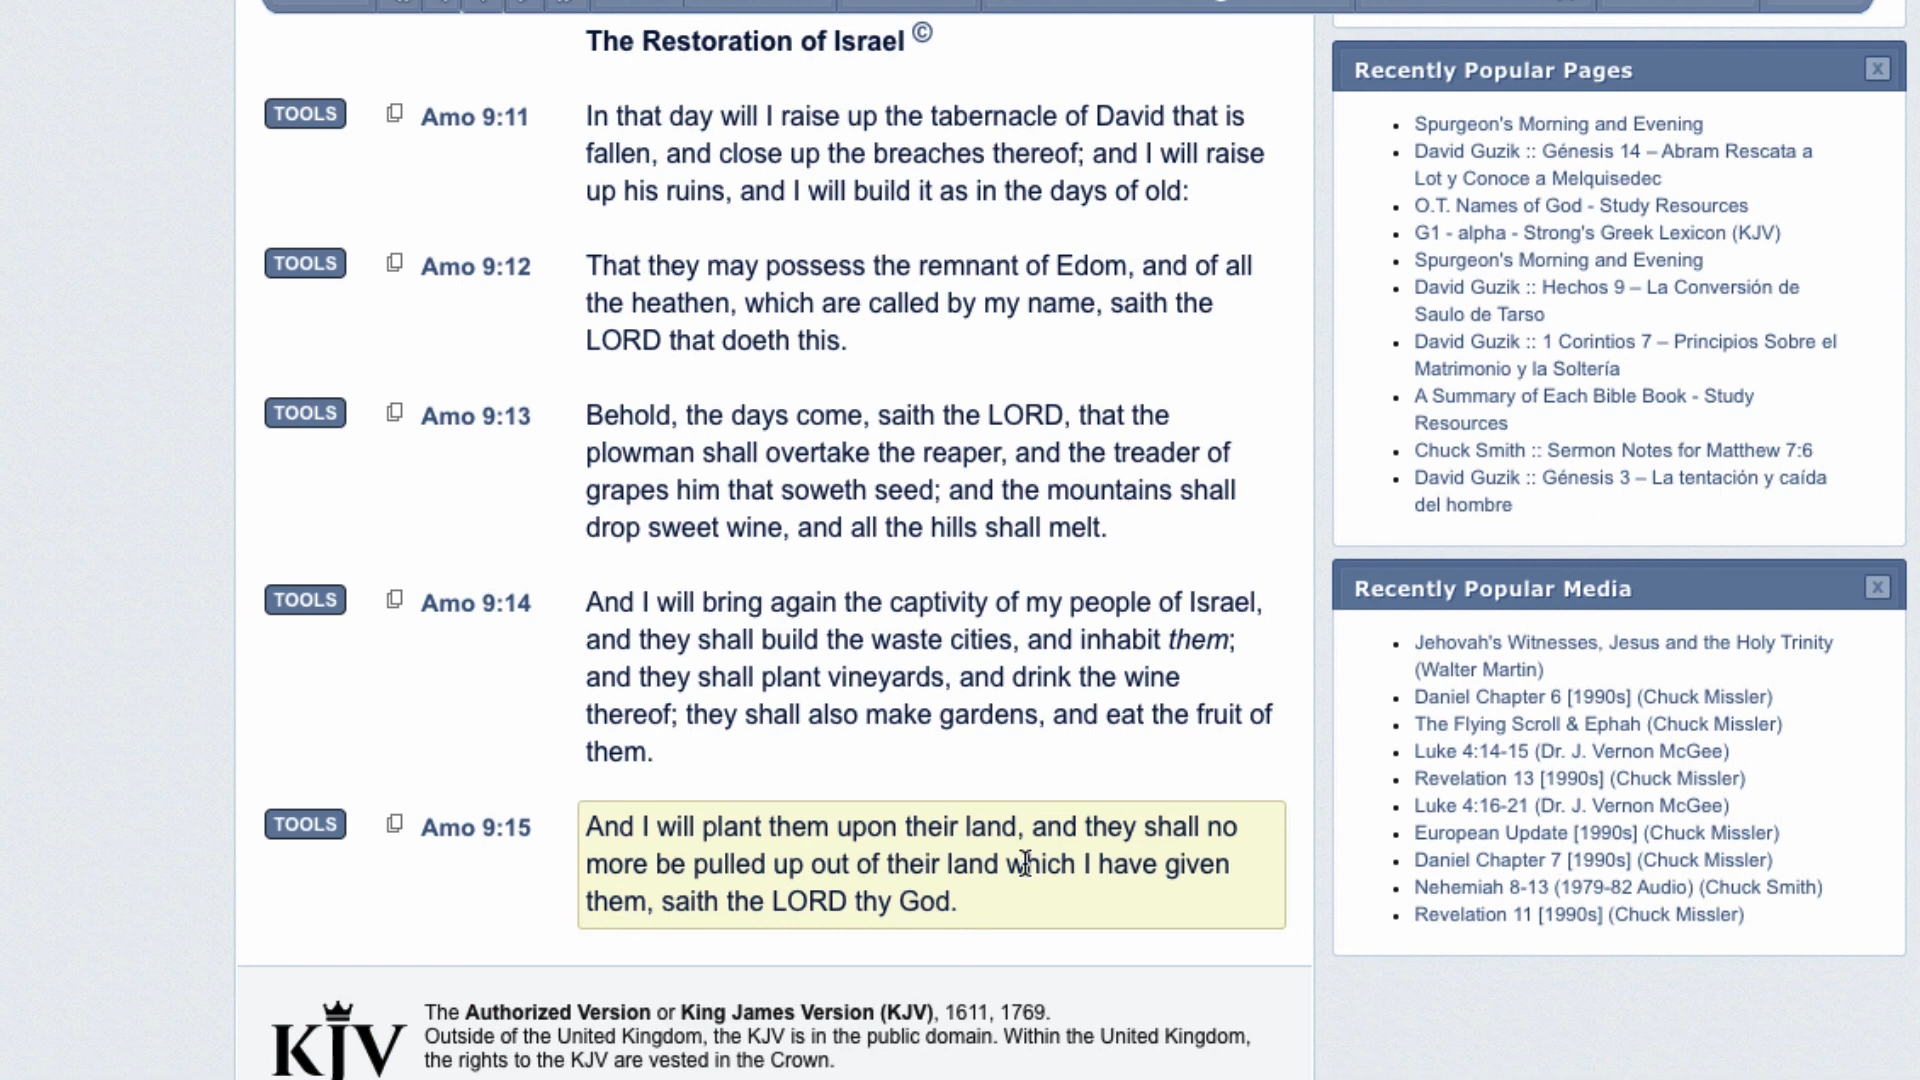 The Restoration of Israel ©
TOOLS Amo 9:11 In that day will I raise up the tabernacle of David that is
fallen, and close up the breaches thereof; and I will raise
up his ruins, and I will build it as in the days of old:
TOOLS Amo 9:12 That they may possess the remnant of Edom, and of all
the heathen, which are called by my name, saith the
LORD that doeth this.
TOOLS Amo 9:13 Behold, the days come, saith the LORD, that the
plowman shall overtake the reaper, and the treader of
grapes him that soweth seed; and the mountains shall
drop sweet wine, and all the hills shall melt.
TOOLS Amo 9:14 And I will bring again the captivity of my people of Israel,
and they shall build the waste cities, and inhabit them;
and they shall plant vineyards, and drink the wine
thereof; they shall also make gardens, and eat the fruit of
them.
TOOLS Amo 9:15 And I will plant them upon their land, and they shall no
more be pulled up out of their land which I have given
them, saith the LORD thy God.
KJV
The Authorized Version or King James Version (KJV), 1611, 1769.
Outside of the United Kingdom, the KJV is in the public domain. Within the United Kingdom,
the rights to the KJV are vested in the Crown.
Recently Popular Pages X
• Spurgeon's Morning and Evening
• David Guzik :: Génesis 14 – Abram Rescata a
Lot y Conoce a Melquisedec
• O.T. Names of God - Study Resources
• G1 - alpha - Strong's Greek Lexicon (KJV)
• Spurgeon's Morning and Evening
• David Guzik :: Hechos 9 – La Conversión de
Saulo de Tarso
• David Guzik :: 1 Corintios 7 – Principios Sobre el
Matrimonio y la Soltería
• A Summary of Each Bible Book - Study
Resources
• Chuck Smith :: Sermon Notes for Matthew 7:6
• David Guzik :: Génesis 3 – La tentación y caída
del hombre
Recently Popular Media X
• Jehovah's Witnesses, Jesus and the Holy Trinity
(Walter Martin)
• Daniel Chapter 6 [1990s] (Chuck Missler)
• The Flying Scroll & Ephah (Chuck Missler)
• Luke 4:14-15 (Dr. J. Vernon McGee)
• Revelation 13 [1990s] (Chuck Missler)
• Luke 4:16-21 (Dr. J. Vernon McGee)
• European Update [1990s] (Chuck Missler)
• Daniel Chapter 7 [1990s] (Chuck Missler)
• Nehemiah 8-13 (1979-82 Audio) (Chuck Smith)
• Revelation 11 [1990s] (Chuck Missler)